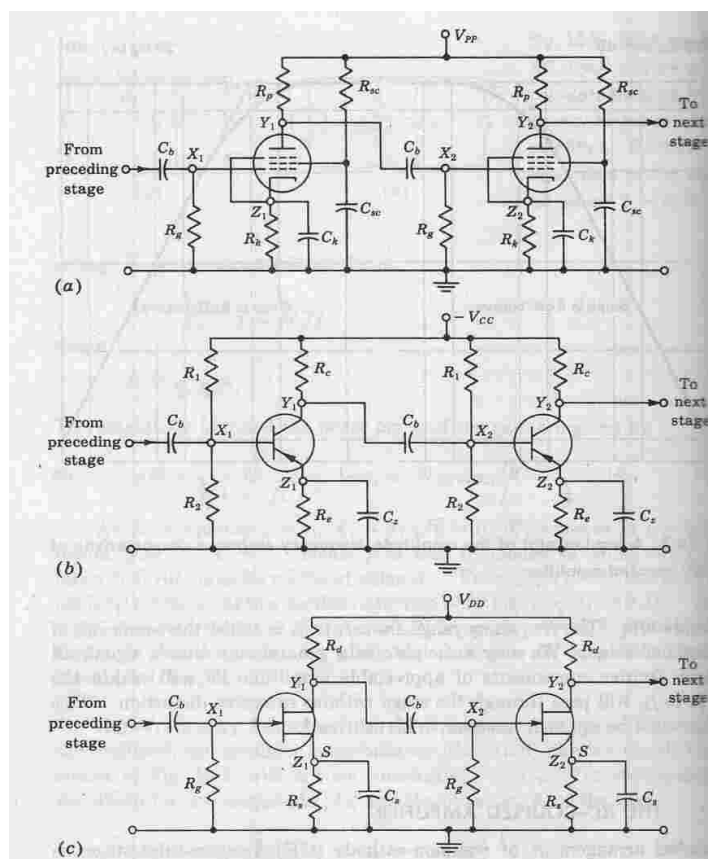 V_PP
R_p R_sc R_p R_sc
To next stage
Y_1 Y_2
From preceding stage
C_b X_1 C_b X_2
Z_1 C_sc Z_2 C_sc
R_g R_k C_k R_g R_k C_k
(a)
-V_CC
R_1 R_c R_1 R_c
To next stage
Y_1 Y_2
From preceding stage
C_b X_1 C_b X_2
Z_1 Z_2
R_2 R_e C_z R_2 R_e C_z
(b)
V_DD
R_d R_d
To next stage
Y_1 Y_2
From preceding stage
C_b X_1 C_b X_2
Z_1 S Z_2 S
R_g R_s C_s R_g R_s C_s
(c)